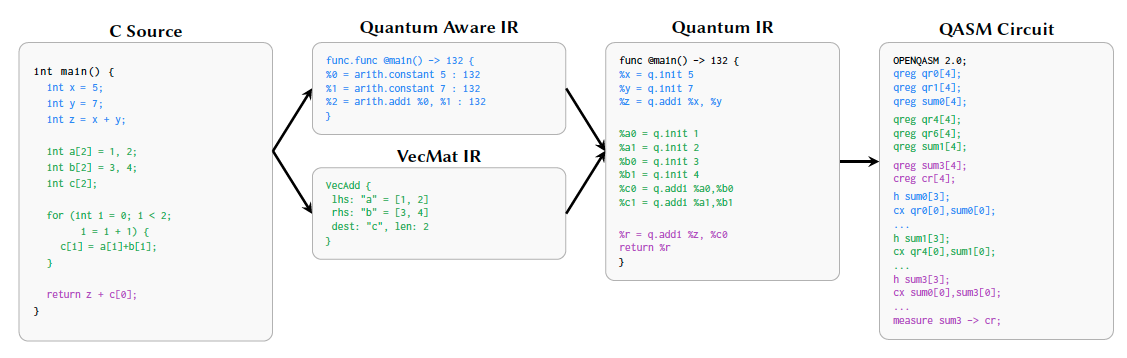 C Source
int main() {
int x = 5;
int y = 7;
int z = x + y;
int a[2] = 1, 2;
int b[2] = 3, 4;
int c[2];
for (int i = 0; i < 2;
i = i + 1) {
c[i] = a[i]+b[i];
}
return z + c[0];
}
Quantum Aware IR
func.func @main() -> 132 {
%0 = arith.constant 5 : 132
%1 = arith.constant 7 : 132
%2 = arith.addi %0, %1 : 132
}
VecMat IR
VecAdd {
lhs: "a" = [1, 2]
rhs: "b" = [3, 4]
dest: "c", len: 2
}
Quantum IR
func @main() -> 132 {
%x = q.init 5
%y = q.init 7
%z = q.addi %x, %y
%a0 = q.init 1
%a1 = q.init 2
%b0 = q.init 3
%b1 = q.init 4
%c0 = q.addi %a0,%b0
%c1 = q.addi %a1,%b1
%r = q.addi %z, %c0
return %r
}
QASM Circuit
OPENQASM 2.0;
qreg qr0[4];
qreg qr1[4];
qreg sum0[4];
qreg qr4[4];
qreg qr6[4];
qreg sum1[4];
qreg sum3[4];
creg cr[4];
h sum0[3];
cx qr0[0],sum0[0];
...
h sum1[3];
cx qr4[0],sum1[0];
...
h sum3[3];
cx sum0[0],sum3[0];
...
measure sum3 -> cr;